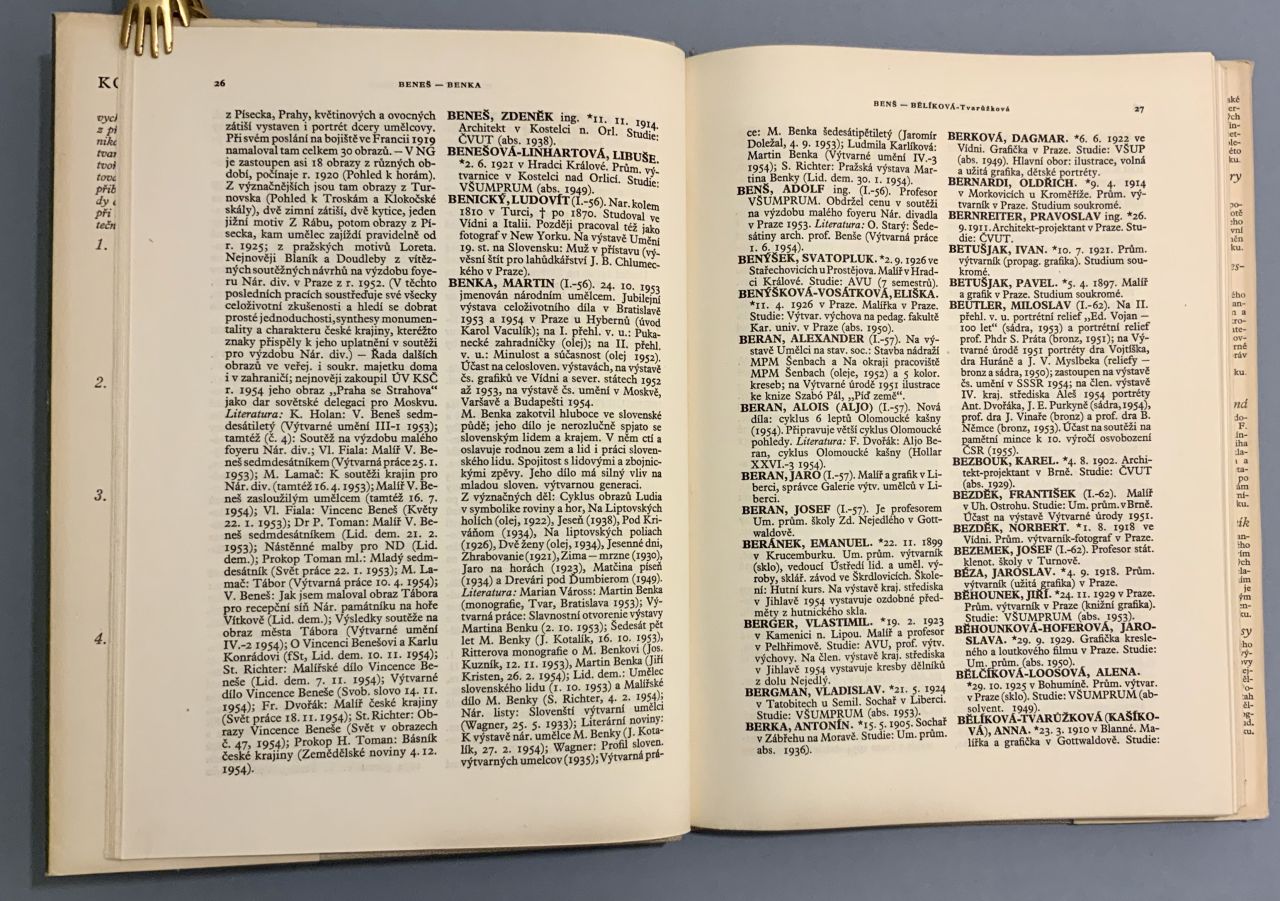 26
BENEŠ — BENKA
z Písecka, Prahy, květinových a ovocných
zátiší vystaven i portrét dcery umělcovy.
Při svém poslání na bojiště ve Francii 1919
namaloval tam celkem 30 obrazů. — V NG
je zastoupen asi 18 obrazy z různých ob-
dobí, počínaje r. 1920 (Pohled k horám).
Z význačnějších jsou tam obrazy z Tur-
novska (Pohled k Troskám a Klokočské
skály), dvě zimní zátiší, dvě kytice, jeden
jižní motiv Z Rábu, potom obrazy z Pí-
secka, kam umělec zajíždí pravidelně od
r. 1925; z pražských motivů Loreta.
Nejnověji Blaník a Doudleby z vítěz-
ných soutěžných návrhů na výzdobu foye-
ru Nár. div. v Praze z r. 1952. (V těchto
posledních pracích soustřeďuje své všecky
celoživotní zkušenosti a hledí se dobrat
prosté jednoduchosti, synthesy monumen-
tality a charakteru české krajiny, kteréžto
znaky přispěly k jeho uplatnění v soutěži
pro výzdobu Nár. div.) — Řada dalších
obrazů ve veřej. i soukr. majetku doma
i v zahraničí; nejnověji zakoupil ÚV KSČ
r. 1954 jeho obraz „Praha se Strahova“
jako dar sovětské delegaci pro Moskvu.
Literatura: K. Holan: V. Beneš sedm-
desátiletý (Výtvarné umění III-1 1953);
tamtéž (č. 4): Soutěž na výzdobu malého
foyeru Nár. div.; Vl. Fiala: Malíř V. Be-
neš sedmdesátníkem (Výtvarná práce 25. 1.
1953); M. Lamač: K soutěži krajin pro
Nár. div. (tamtéž 16. 4. 1953); Malíř V. Be-
neš zasloužilým umělcem (tamtéž 16. 7.
1954); Vl. Fiala: Vincenc Beneš (Květy
22. 1. 1953); Dr P. Toman: Malíř V. Be-
neš sedmdesátníkem (Lid. dem. 21. 2.
1953); Nástěnné malby pro ND (Lid.
dem.); Prokop Toman ml.: Mladý sedm-
desátník (Svět práce 22. 1. 1953); M. La-
mač: Tábor (Výtvarná práce 10. 4. 1954);
V. Beneš: Jak jsem maloval obraz Tábora
pro recepční síň Nár. památníku na hoře
Vítkově (Lid. dem.); Výsledky soutěže na
obraz města Tábora (Výtvarné umění
IV.-2 1954); O Vincenci Benešovi a Karlu
Konrádovi (fSt, Lid. dem. 10. 11. 1954);
St. Richter: Malířské dílo Vincence Be-
neše (Lid. dem. 7. 11. 1954); Výtvarné
dílo Vincence Beneše (Svob. slovo 14. 11.
1954); Fr. Dvořák: Malíř české krajiny
(Svět práce 18. 11. 1954); St. Richter: Ob-
razy Vincence Beneše (Svět v obrazech
č. 47, 1954); Prokop H. Toman: Básník
české krajiny (Zemědělské noviny 4. 12.
1954).
BENEŠ, ZDENĚK ing. *11. 11. 1914.
Architekt v Kostelci n. Orl. Studie:
ČVUT (abs. 1938).
BENEŠOVÁ-LINHARTOVÁ, LIBUŠE.
*2. 6. 1921 v Hradci Králové. Prům. vý-
tvarnice v Kostelci nad Orlicí. Studie:
VŠUMPRUM (abs. 1949).
BENICKÝ, LUDOVÍT (I.-56). Nar. kolem
1810 v Turci, † po 1870. Studoval ve
Vídni a Italii. Později pracoval též jako
fotograf v New Yorku. Na výstavě Umění
19. st. na Slovensku: Muž v přístavu (vý-
věsní štít pro lahůdkářství J. B. Chlumec-
kého v Praze).
BENKA, MARTIN (I.-56). 24. 10. 1953
jmenován národním umělcem. Jubilejní
výstava celoživotního díla v Bratislavě
1953 a 1954 v Praze u Hybernů (úvod
Karol Vaculík); na I. přehl. v. u.: Puka-
necké zahradničky (olej); na II. přehl.
v. u.: Minulost a súčasnost (olej 1952).
Účast na celosloven. výstavách, na výstavě
čs. grafiky ve Vídni a sever. státech 1952
až 1953, na výstavě čs. umění v Moskvě,
Varšavě a Budapešti 1954.
M. Benka zakotvil hluboce ve slovenské
půdě; jeho dílo je nerozlučně spjato se
slovenským lidem a krajem. V něm ctí a
oslavuje rodnou zem a lid i práci sloven-
ského lidu. Spojitost s lidovými a zbojnic-
kými zpěvy. Jeho dílo má silný vliv na
mladou sloven. výtvarnou generaci.
Z význačných děl: Cyklus obrazů Ludia
v symbolike roviny a hor, Na Liptovských
holích (olej, 1922), Jeseň (1938), Pod Kri-
váňom (1934), Na liptovských poliach
(1926), Dvě ženy (olej, 1934), Jesenné dni,
Zhrabovanie (1921), Zima — mrzne (1930),
Jaro na horách (1923), Matčina píseň
(1934) a Drevári pod Ďumbierom (1949).
Literatura: Marian Váross: Martin Benka
(monografie, Tvar, Bratislava 1953); Vý-
tvarná práce: Slavnostní otvorenie výstavy
Martina Benku (2. 10. 1953); Šedesát pět
let M. Benky (J. Kotalík, 16. 10. 1953),
Ritterova monografie o M. Benkovi (Jos.
Kuzník, 12. 11. 1953), Martin Benka (Jiří
Kristen, 26. 2. 1954); Lid. dem.: Umělec
slovenského lidu (1. 10. 1953) a Malířské
dílo M. Benky (S. Richter, 4. 2. 1954);
Nár. listy: Slovenští výtvarní umělci
(Wagner, 25. 5. 1933); Literární noviny:
K výstavě nár. umělce M. Benky (J. Kota-
lík, 27. 2. 1954); Wagner: Profil sloven.
výtvarných umelcov (1935); Výtvarná prá-
BENŠ — BĚLÍKOVÁ-Tvarůžková
27
ce: M. Benka šedesátipětiletý (Jaromír
Doležal, 4. 9. 1953); Ludmila Karlíková:
Martin Benka (Výtvarné umění IV.-3
1954); S. Richter: Pražská výstava Mar-
tina Benky (Lid. dem. 30. 1. 1954).
BENŠ, ADOLF ing. (I.-56). Profesor
VŠUMPRUM. Obdržel cenu v soutěži
na výzdobu malého foyeru Nár. divadla
v Praze 1953. Literatura: O. Starý: Šede-
sátiny arch. prof. Benše (Výtvarná práce
1. 6. 1954).
BENÝŠEK, SVATOPLUK. *2. 9. 1926 ve
Stařechovicích u Prostějova. Malíř v Hrad-
ci Králové. Studie: AVU (7 semestrů).
BENÝŠKOVÁ-VOSÁTKOVÁ, ELIŠKA.
*11. 4. 1926 v Praze. Malířka v Praze.
Studie: Výtvar. výchova na pedag. fakultě
Kar. univ. v Praze (abs. 1950).
BERAN, ALEXANDER (I.-57). Na vý-
stavě Umělci na stav. soc.: Stavba nádraží
MPM Šenbach a Na okraji pracoviště
MPM Šenbach (oleje, 1952) a 5 kolor.
kreseb; na Výtvarné úrodě 1951 ilustrace
ke knize Szabó Pál, „Píď země“.
BERAN, ALOIS (ALJO) (I.-57). Nová
díla: cyklus 6 leptů Olomoucké kašny
(1954). Připravuje větší cyklus Olomoucké
pohledy. Literatura: F. Dvořák: Aljo Be-
ran, cyklus Olomoucké kašny (Hollar
XXVI.-3 1954).
BERAN, JARO (I.-57). Malíř a grafik v Li-
berci, správce Galerie výtv. umělců v Li-
berci.
BERAN, JOSEF (I.-57). Je profesorem
Um. prům. školy Zd. Nejedlého v Gott-
waldově.
BERÁNEK, EMANUEL. *22. 11. 1899
v Krucemburku. Um. prům. výtvarník
(sklo), vedoucí Ústředí lid. a uměl. vý-
roby, sklář. závod ve Škrdlovicích. Škole-
ní: Hutní kurs. Na výstavě kraj. střediska
v Jihlavě 1954 vystavuje ozdobné před-
měty z hutnického skla.
BERGER, VLASTIMIL. *19. 2. 1923
v Kamenici n. Lipou. Malíř a profesor
v Pelhřimově. Studie: AVU, prof. výtv.
výchovy. Na člen. výstavě kraj. střediska
v Jihlavě 1954 vystavuje kresby dělníků
z dolu Nejedlý.
BERGMAN, VLADISLAV. *21. 5. 1924
v Tatobitech u Semil. Sochař v Liberci.
Studie: VŠUMPRUM (abs. 1953).
BERKA, ANTONÍN. *15. 5. 1905. Sochař
v Zábřehu na Moravě. Studie: Um. prům.
abs. 1936).
BERKOVÁ, DAGMAR. *6. 6. 1922 ve
Vídni. Grafička v Praze. Studie: VŠUP
(abs. 1949). Hlavní obor: ilustrace, volná
a užitá grafika, dětské portréty.
BERNARDI, OLDŘICH. *9. 4. 1914
v Morkovicích u Kroměříže. Prům. vý-
tvarník v Praze. Studium soukromé.
BERNREITER, PRAVOSLAV ing. *26.
9. 1911. Architekt-projektant v Praze. Stu-
die: ČVUT.
BETUŠJAK, IVAN. *10. 7. 1921. Prům.
výtvarník (propag. grafika). Studium sou-
kromé.
BETUŠJAK, PAVEL. *5. 4. 1897. Malíř
a grafik v Praze. Studium soukromé.
BEUTLER, MILOSLAV (I.-62). Na II.
přehl. v. u. portrétní relief „Ed. Vojan —
100 let“ (sádra, 1953) a portrétní relief
prof. Phdr S. Práta (bronz, 1951); na Vý-
tvarné úrodě 1951 portréty dra Vojtíška,
dra Huráně a J. V. Myslbeka (reliefy —
bronz a sádra, 1950); zastoupen na výstavě
čs. umění v SSSR 1954; na člen. výstavě
IV. kraj. střediska Aleš 1954 portréty
Ant. Dvořáka, J. E. Purkyně (sádra, 1954),
prof. dra J. Vinaře (bronz) a prof. dra B.
Němce (bronz, 1953). Účast na soutěži na
pamětní mince k 10. výročí osvobození
ČSR (1955).
BEZBOUK, KAREL. *4. 8. 1902. Archi-
tekt-projektant v Brně. Studie: ČVUT
(abs. 1929).
BEZDĚK, FRANTIŠEK (I.-62). Malíř
v Uh. Ostrohu. Studie: Um. prům. v Brně.
Účast na výstavě Výtvarné úrody 1951.
BEZDĚK, NORBERT. *1. 8. 1918 ve
Vídni. Prům. výtvarník-fotograf v Praze.
BEZEMEK, JOSEF (I.-62). Profesor stát.
klenot. školy v Turnově.
BÉZA, JAROSLAV. *4. 9. 1918. Prům.
výtvarník (užitá grafika) v Praze.
BĚHOUNEK, JIŘÍ. *24. 11. 1929 v Praze.
Prům. výtvarník v Praze (knižní grafika).
Studie: VŠUMPRUM (abs. 1953).
BĚHOUNKOVÁ-HOFEROVÁ, JARO-
SLAVA. *29. 9. 1929. Grafička kresle-
ného a loutkového filmu v Praze. Studie:
Um. prům. (abs. 1950).
BĚLČÍKOVÁ-LOOSOVÁ, ALENA.
*29. 10. 1925 v Bohumíně. Prům. výtvar.
v Praze (sklo). Studie: VŠUMPRUM (ab-
solvent. 1949).
BĚLÍKOVÁ-TVARŮŽKOVÁ (KAŠÍKO-
VÁ), ANNA. *23. 3. 1910 v Blanné. Ma-
lířka a grafička v Gottwaldově. Studie:
1.
2.
3.
4.